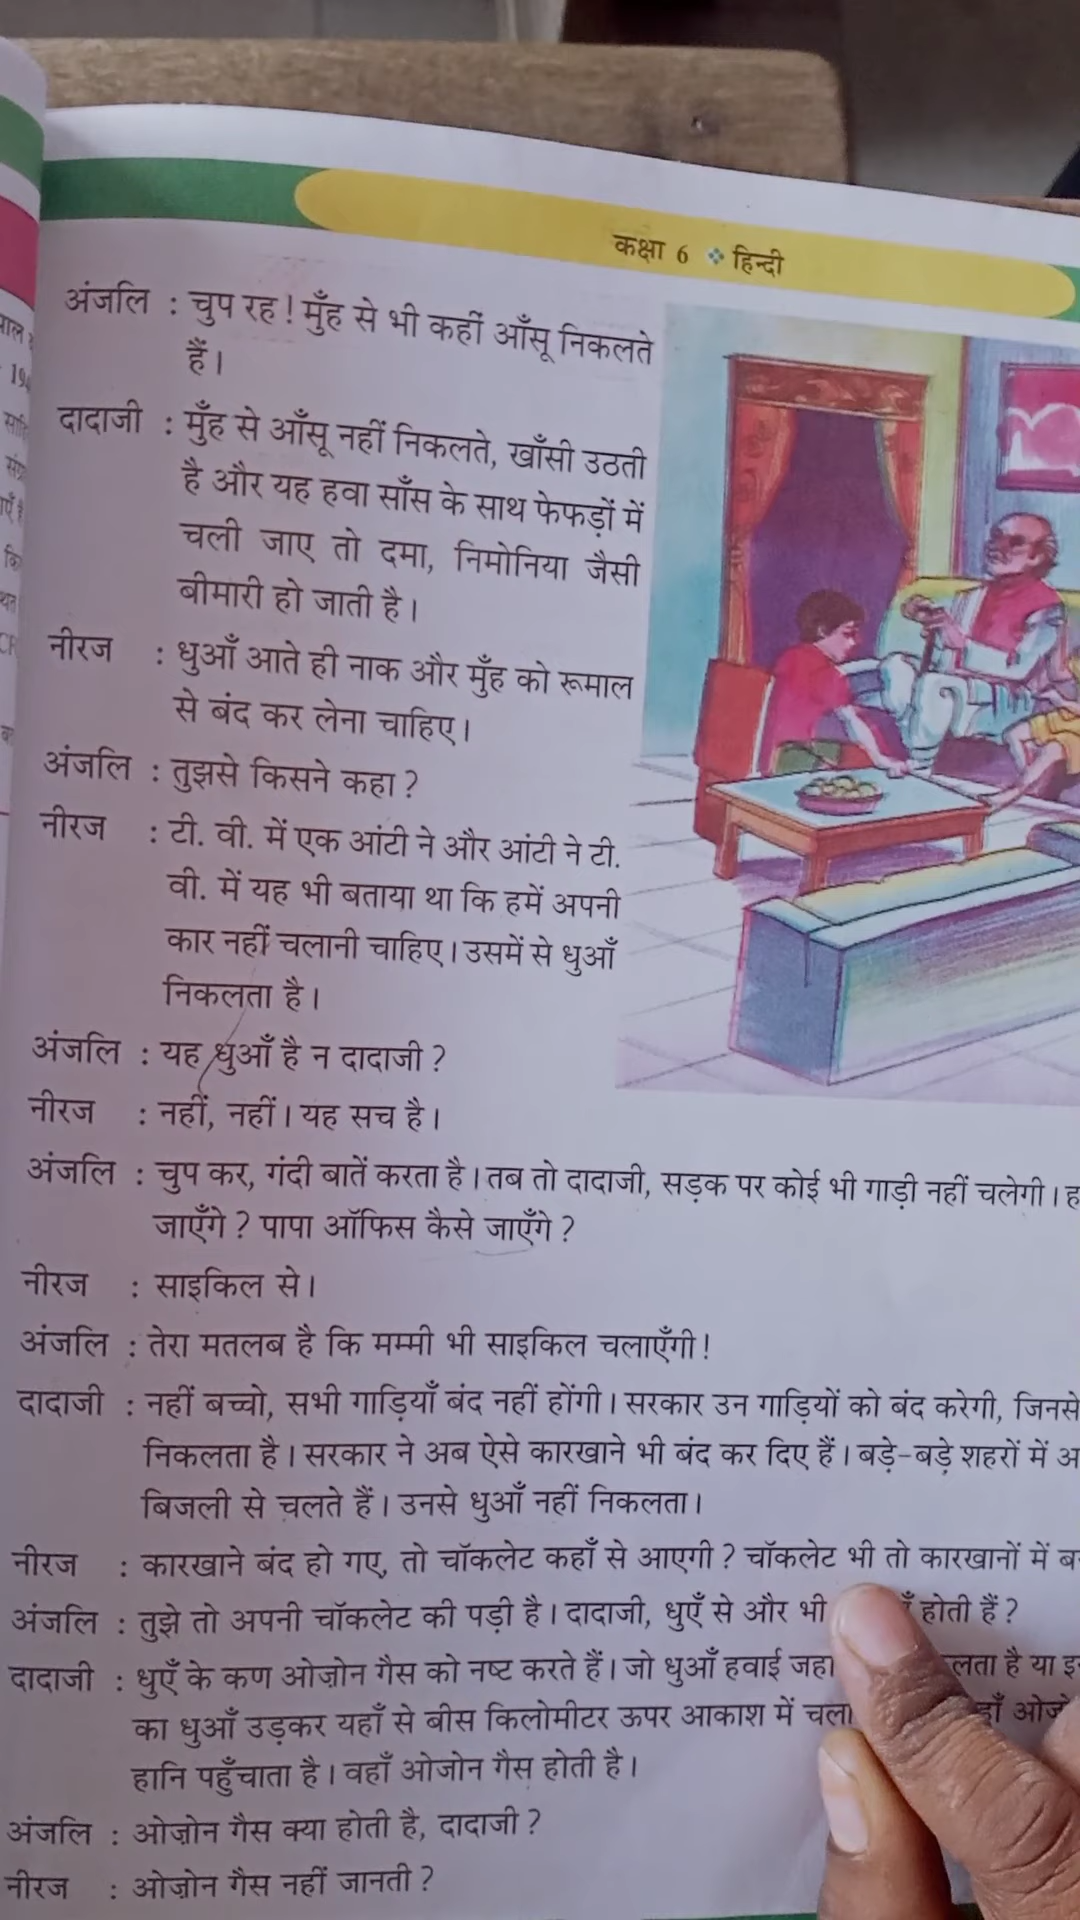 कक्षा 6 ❖ हिन्दी
अंजलि : चुप रह ! मुँह से भी कहीं आँसू निकलते
हैं।
दादाजी : मुँह से आँसू नहीं निकलते, खाँसी उठती
है और यह हवा साँस के साथ फेफड़ों में
चली जाए तो दमा, निमोनिया जैसी
बीमारी हो जाती है।
नीरज : धुआँ आते ही नाक और मुँह को रूमाल
से बंद कर लेना चाहिए।
अंजलि : तुझसे किसने कहा ?
नीरज : टी. वी. में एक आंटी ने और आंटी ने टी.
वी. में यह भी बताया था कि हमें अपनी
कार नहीं चलानी चाहिए। उसमें से धुआँ
निकलता है।
अंजलि : यह धुआँ है न दादाजी ?
नीरज : नहीं, नहीं। यह सच है।
अंजलि : चुप कर, गंदी बातें करता है। तब तो दादाजी, सड़क पर कोई भी गाड़ी नहीं चलेगी।
जाएँगे ? पापा ऑफिस कैसे जाएँगे ?
नीरज : साइकिल से।
अंजलि : तेरा मतलब है कि मम्मी भी साइकिल चलाएँगी !
दादाजी : नहीं बच्चो, सभी गाड़ियाँ बंद नहीं होंगी। सरकार उन गाड़ियों को बंद करेगी, जिनसे
निकलता है। सरकार ने अब ऐसे कारखाने भी बंद कर दिए हैं। बड़े-बड़े शहरों में
बिजली से चलते हैं। उनसे धुआँ नहीं निकलता।
नीरज : कारखाने बंद हो गए, तो चॉकलेट कहाँ से आएगी ? चॉकलेट भी तो कारखानों में
अंजलि : तुझे तो अपनी चॉकलेट की पड़ी है। दादाजी, धुएँ से और भी होती हैं ?
दादाजी : धुएँ के कण ओज़ोन गैस को नष्ट करते हैं। जो धुआँ हवाई है या
का धुआँ उड़कर यहाँ से बीस किलोमीटर ऊपर आकाश में
हानि पहुँचाता है। वहाँ ओजोन गैस होती है।
अंजलि : ओज़ोन गैस क्या होती है, दादाजी ?
नीरज : ओज़ोन गैस नहीं जानती ?